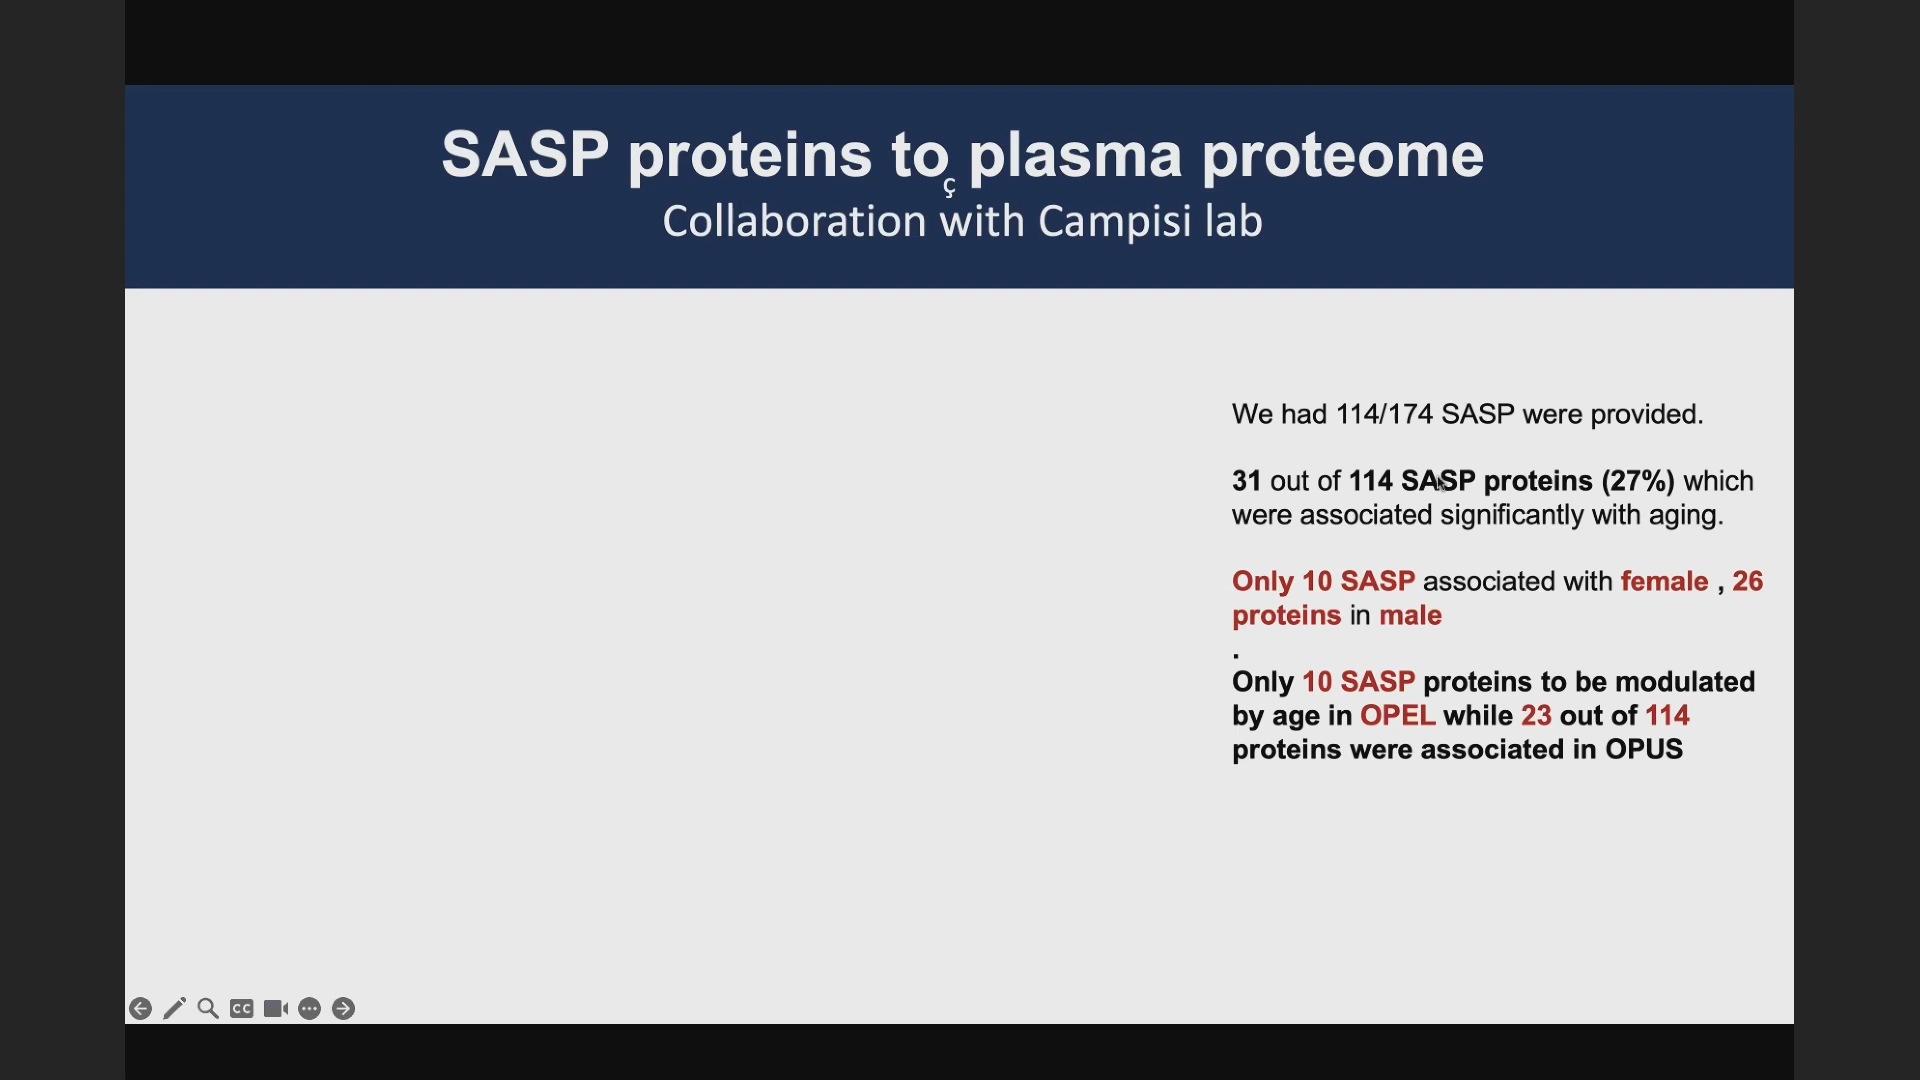 SASP proteins to plasma proteome
ç
Collaboration with Campisi lab
We had 114/174 SASP were provided.
31 out of 114 SASP proteins (27%) which
were associated significantly with aging.
Only 10 SASP associated with female , 26
proteins in male
.
Only 10 SASP proteins to be modulated
by age in OPEL while 23 out of 114
proteins were associated in OPUS
CC